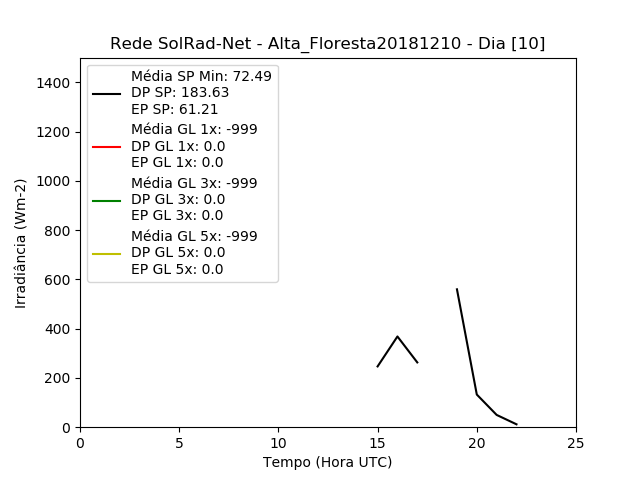 Rede SolRad-Net - Alta_Floresta20181210 - Dia [10]
Média SP Min: 72.49
DP SP: 183.63
EP SP: 61.21
Média GL 1x: -999
DP GL 1x: 0.0
EP GL 1x: 0.0
Média GL 3x: -999
DP GL 3x: 0.0
EP GL 3x: 0.0
Média GL 5x: -999
DP GL 5x: 0.0
EP GL 5x: 0.0
Irradiância (Wm-2)
1400
1200
1000
800
600
400
200
0
0 5 10 15 20 25
Tempo (Hora UTC)